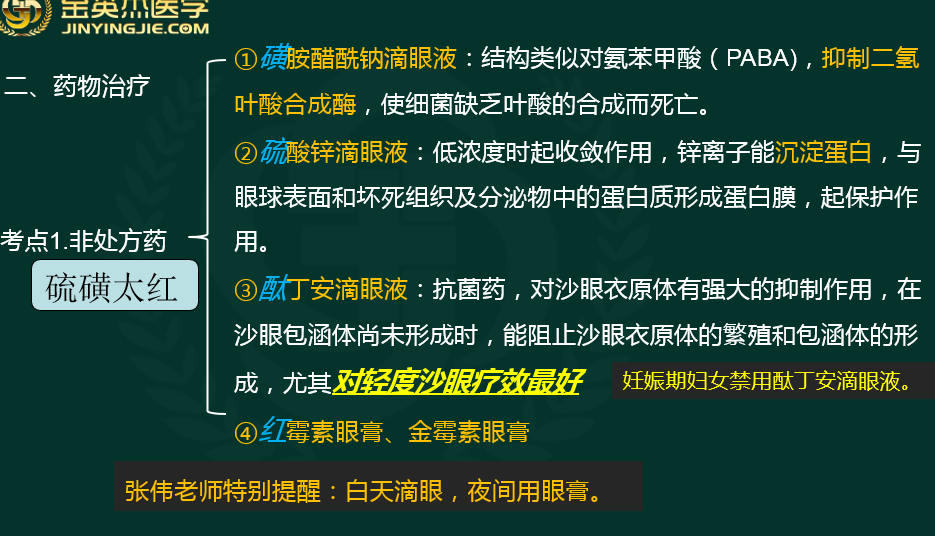 金英杰医学
JINYINGJIE.COM
二、药物治疗
考点1.非处方药
硫磺太红
①磺胺醋酰钠滴眼液：结构类似对氨苯甲酸（PABA)，抑制二氢
叶酸合成酶，使细菌缺乏叶酸的合成而死亡。
②硫酸锌滴眼液：低浓度时起收敛作用，锌离子能沉淀蛋白，与
眼球表面和坏死组织及分泌物中的蛋白质形成蛋白膜，起保护作
用。
③酞丁安滴眼液：抗菌药，对沙眼衣原体有强大的抑制作用，在
沙眼包涵体尚未形成时，能阻止沙眼衣原体的繁殖和包涵体的形
成，尤其对轻度沙眼疗效最好
妊娠期妇女禁用酞丁安滴眼液。
④红霉素眼膏、金霉素眼膏
张伟老师特别提醒：白天滴眼，夜间用眼膏。